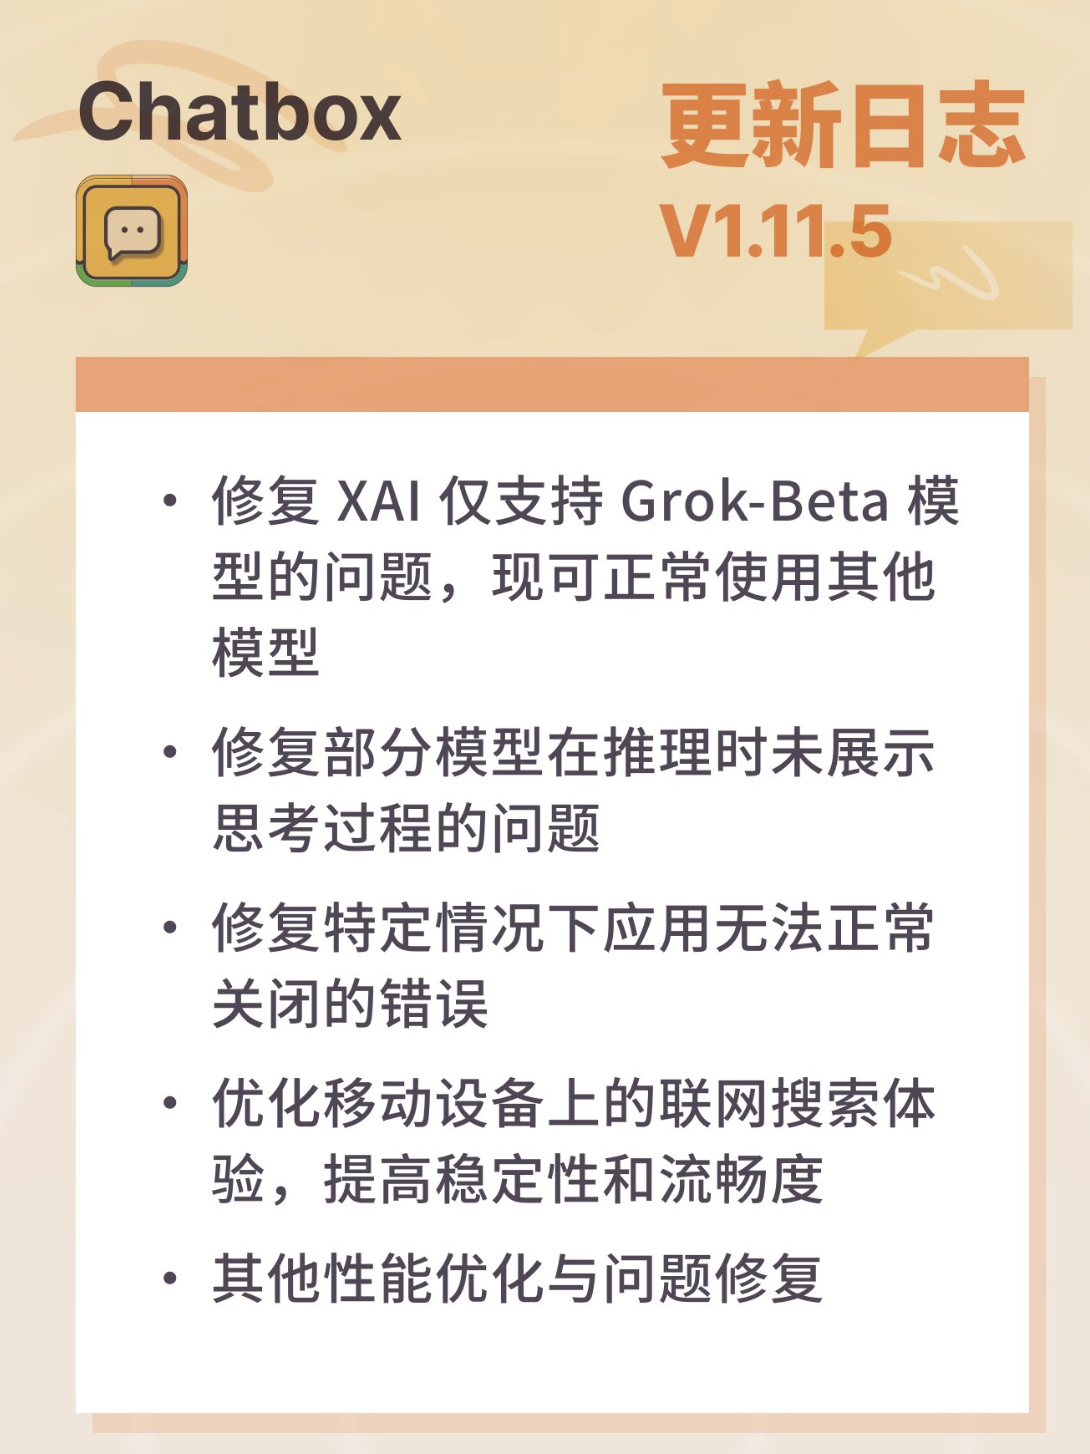 Chatbox
更新日志
V1.11.5
• 修复 XAI 仅支持 Grok-Beta 模
型的问题，现可正常使用其他
模型
• 修复部分模型在推理时未展示
思考过程的问题
• 修复特定情况下应用无法正常
关闭的错误
• 优化移动设备上的联网搜索体
验，提高稳定性和流畅度
• 其他性能优化与问题修复